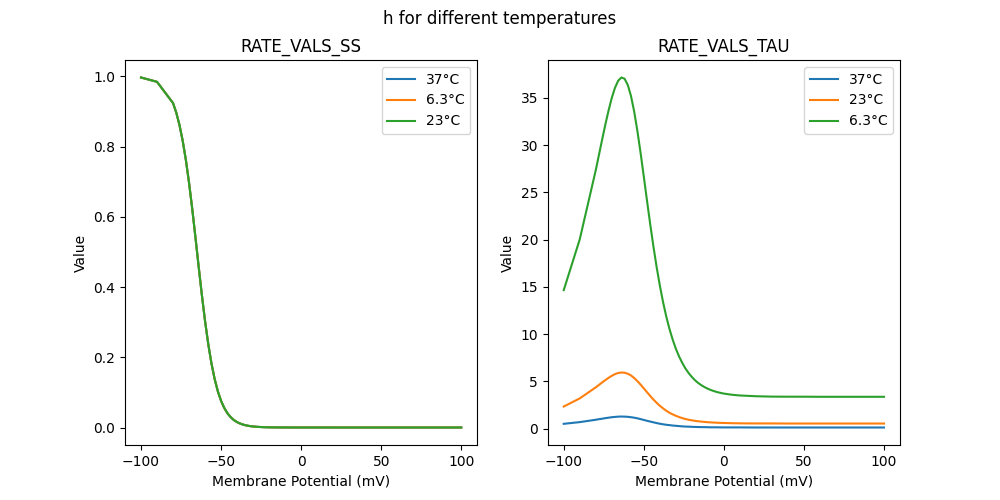 h for different temperatures
RATE_VALS_SS
1.0
0.8
0.6
0.4
0.2
0.0
Value
−100
−50
0
50
100
Membrane Potential (mV)
37°C
6.3°C
23°C
RATE_VALS_TAU
35
30
25
20
15
10
5
0
Value
−100
−50
0
50
100
Membrane Potential (mV)
37°C
23°C
6.3°C